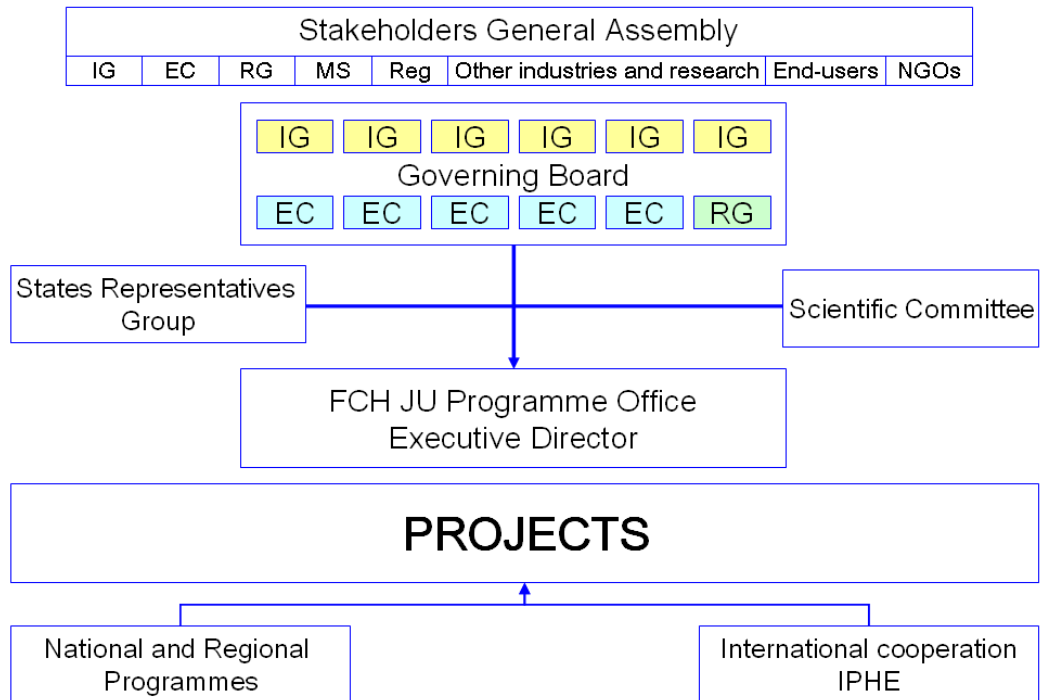 Stakeholders General Assembly
IG EC RG MS Reg Other industries and research End-users NGOs
IG IG IG IG IG IG
Governing Board
EC EC EC EC EC RG
States Representatives
Group
Scientific Committee
FCH JU Programme Office
Executive Director
PROJECTS
National and Regional
Programmes
International cooperation
IPHE